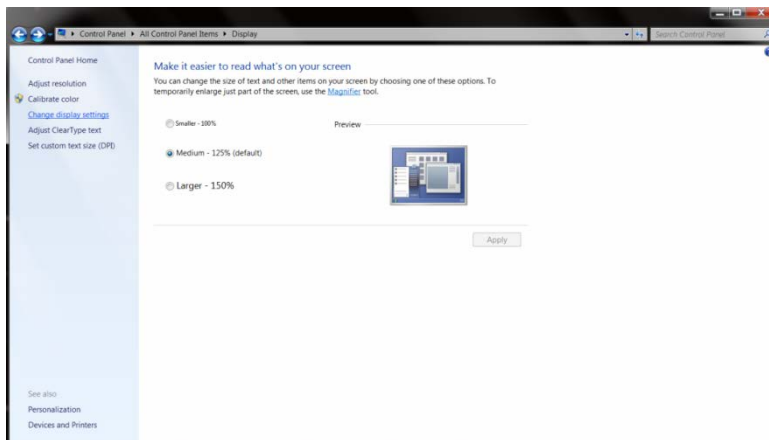 Control Panel ▸ All Control Panel Items ▸ Display
Search Control Panel
Control Panel Home
Adjust resolution
Calibrate color
Change display settings
Adjust ClearType text
Set custom text size (DPI)
Make it easier to read what's on your screen
You can change the size of text and other items on your screen by choosing one of these options. To
temporarily enlarge just part of the screen, use the Magnifier tool.
Smaller - 100%
Preview
Medium - 125% (default)
Larger - 150%
Apply
See also
Personalization
Devices and Printers